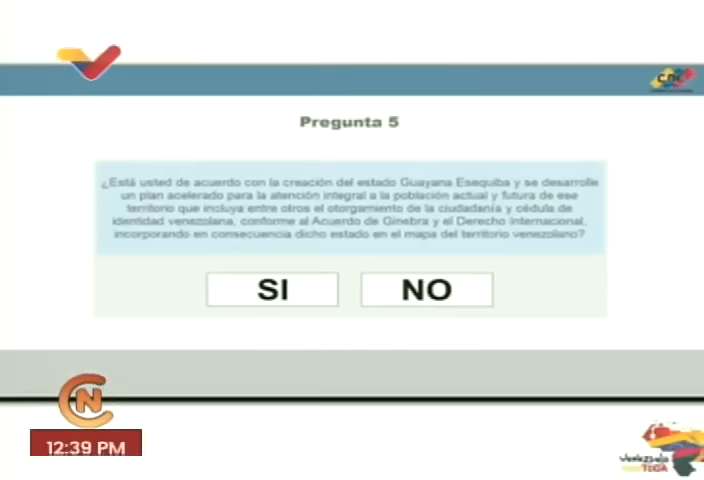 CNE
Pregunta 5
¿Está usted de acuerdo con la creación del estado Guayana Esequiba y se desarrolle
un plan acelerado para la atención integral a la población actual y futura de ese
territorio que incluya entre otros el otorgamiento de la ciudadanía y cédula de
identidad venezolana, conforme al Acuerdo de Ginebra y el Derecho Internacional,
incorporando en consecuencia dicho estado en el mapa del territorio venezolano?
SI NO
N
12:39 PM
Venezuela
TODA